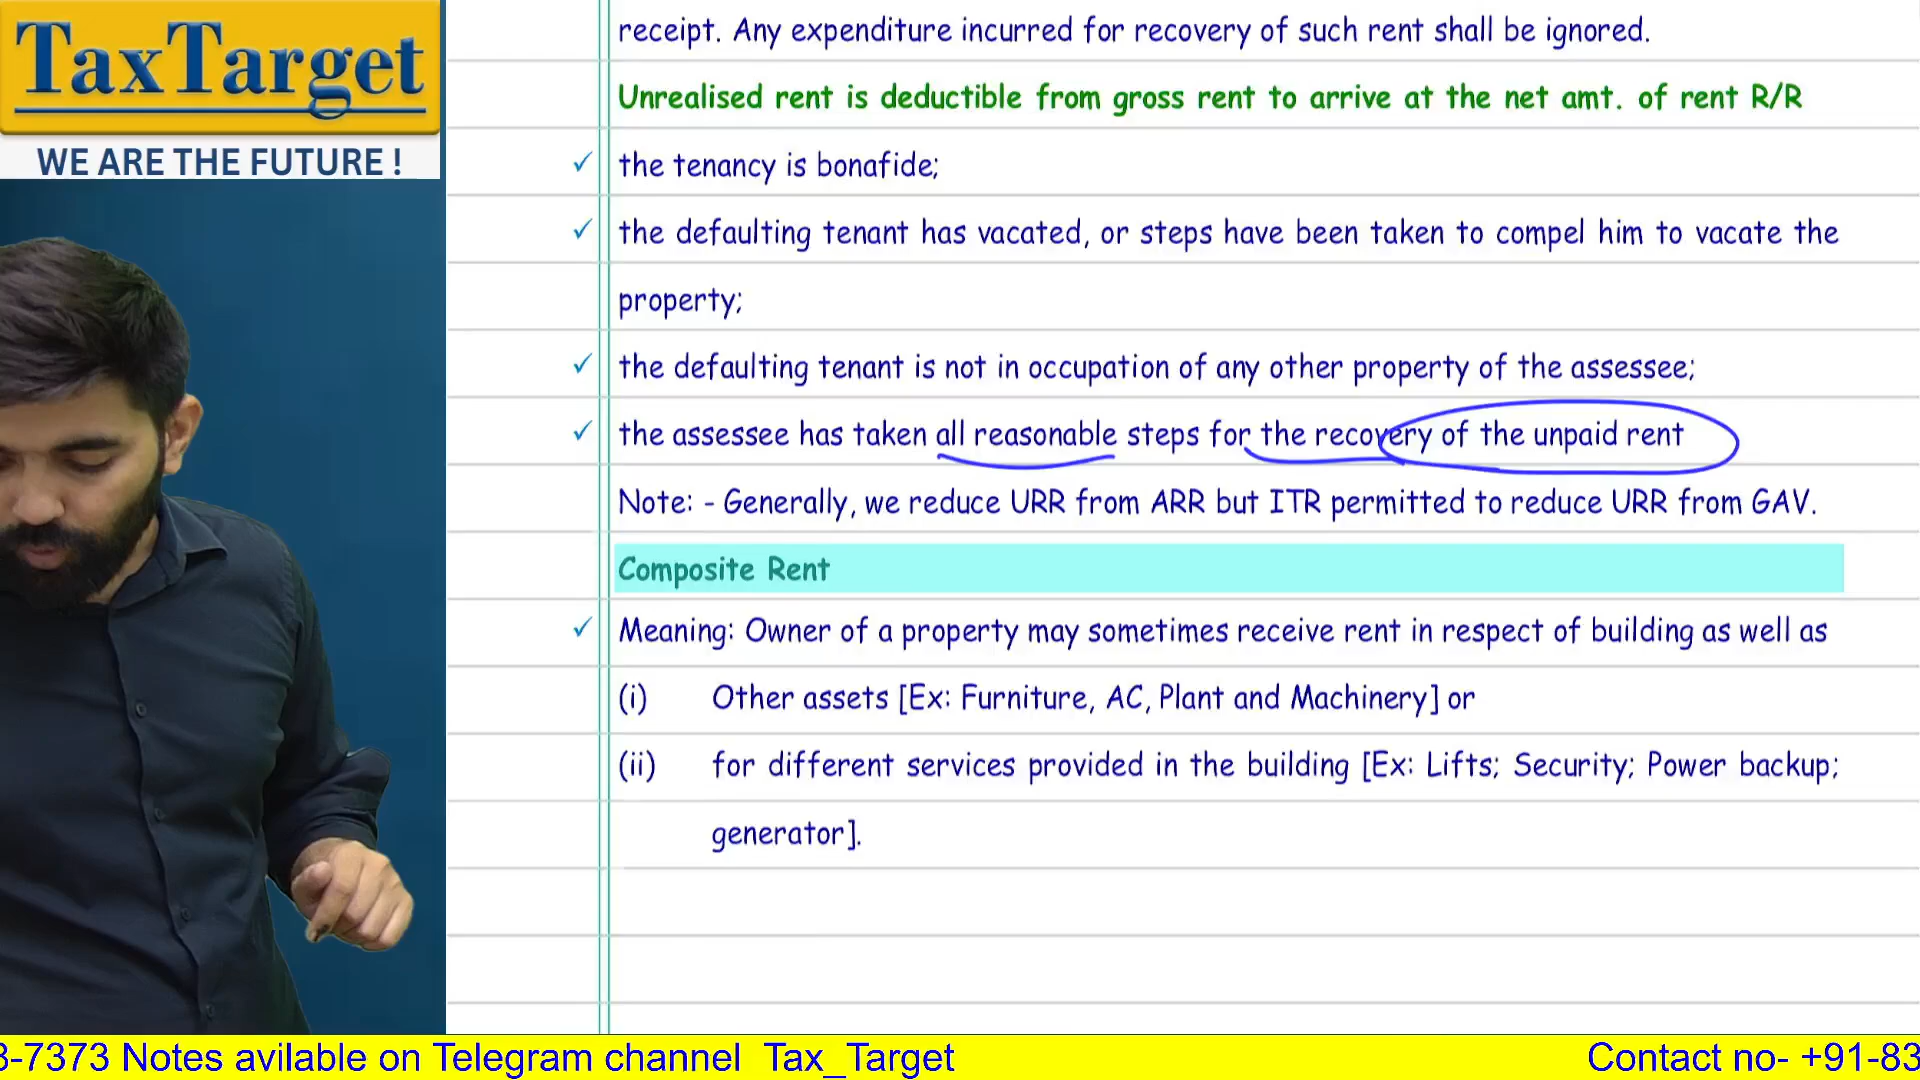 TaxTarget
WE ARE THE FUTURE !
receipt. Any expenditure incurred for recovery of such rent shall be ignored.
Unrealised rent is deductible from gross rent to arrive at the net amt. of rent R/R
✓ the tenancy is bonafide;
✓ the defaulting tenant has vacated, or steps have been taken to compel him to vacate the
property;
✓ the defaulting tenant is not in occupation of any other property of the assessee;
✓ the assessee has taken all reasonable steps for the recovery of the unpaid rent
Note: - Generally, we reduce URR from ARR but ITR permitted to reduce URR from GAV.
Composite Rent
✓ Meaning: Owner of a property may sometimes receive rent in respect of building as well as
(i) Other assets [Ex: Furniture, AC, Plant and Machinery] or
(ii) for different services provided in the building [Ex: Lifts; Security; Power backup;
generator].
3-7373 Notes avilable on Telegram channel Tax_Target Contact no- +91-83